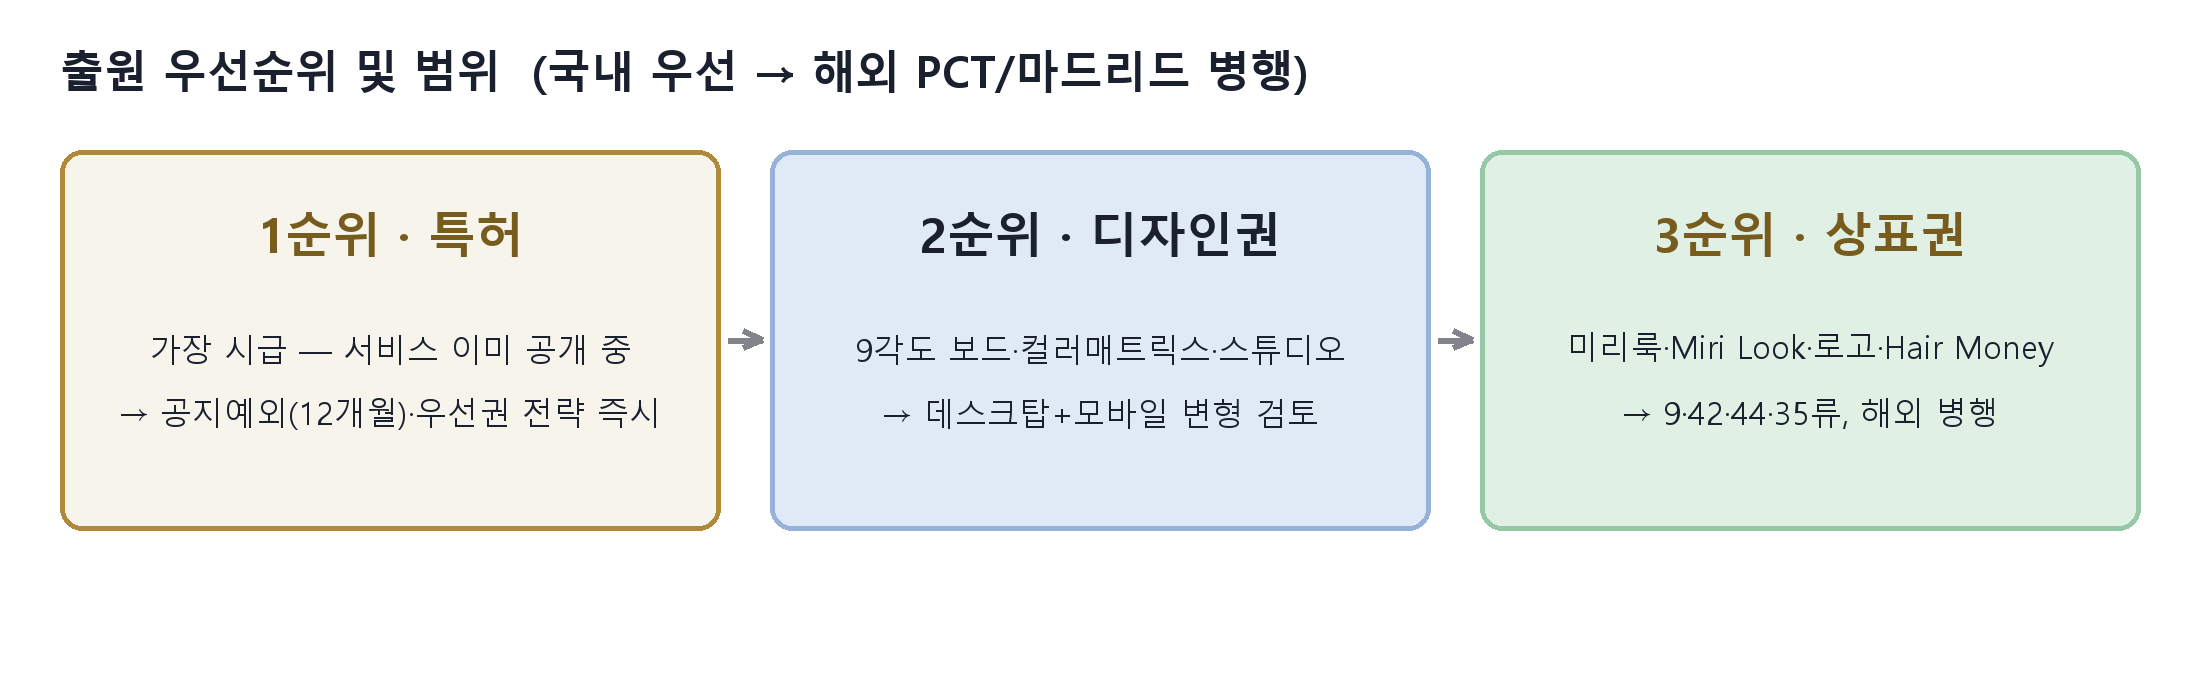 출원 우선순위 및 범위 (국내 우선 → 해외 PCT/마드리드 병행)
1순위 · 특허
가장 시급 — 서비스 이미 공개 중
→ 공지예외(12개월)·우선권 전략 즉시
2순위 · 디자인권
9각도 보드·컬러매트릭스·스튜디오
→ 데스크탑+모바일 변형 검토
3순위 · 상표권
미리룩·Miri Look·로고·Hair Money
→ 9·42·44·35류, 해외 병행